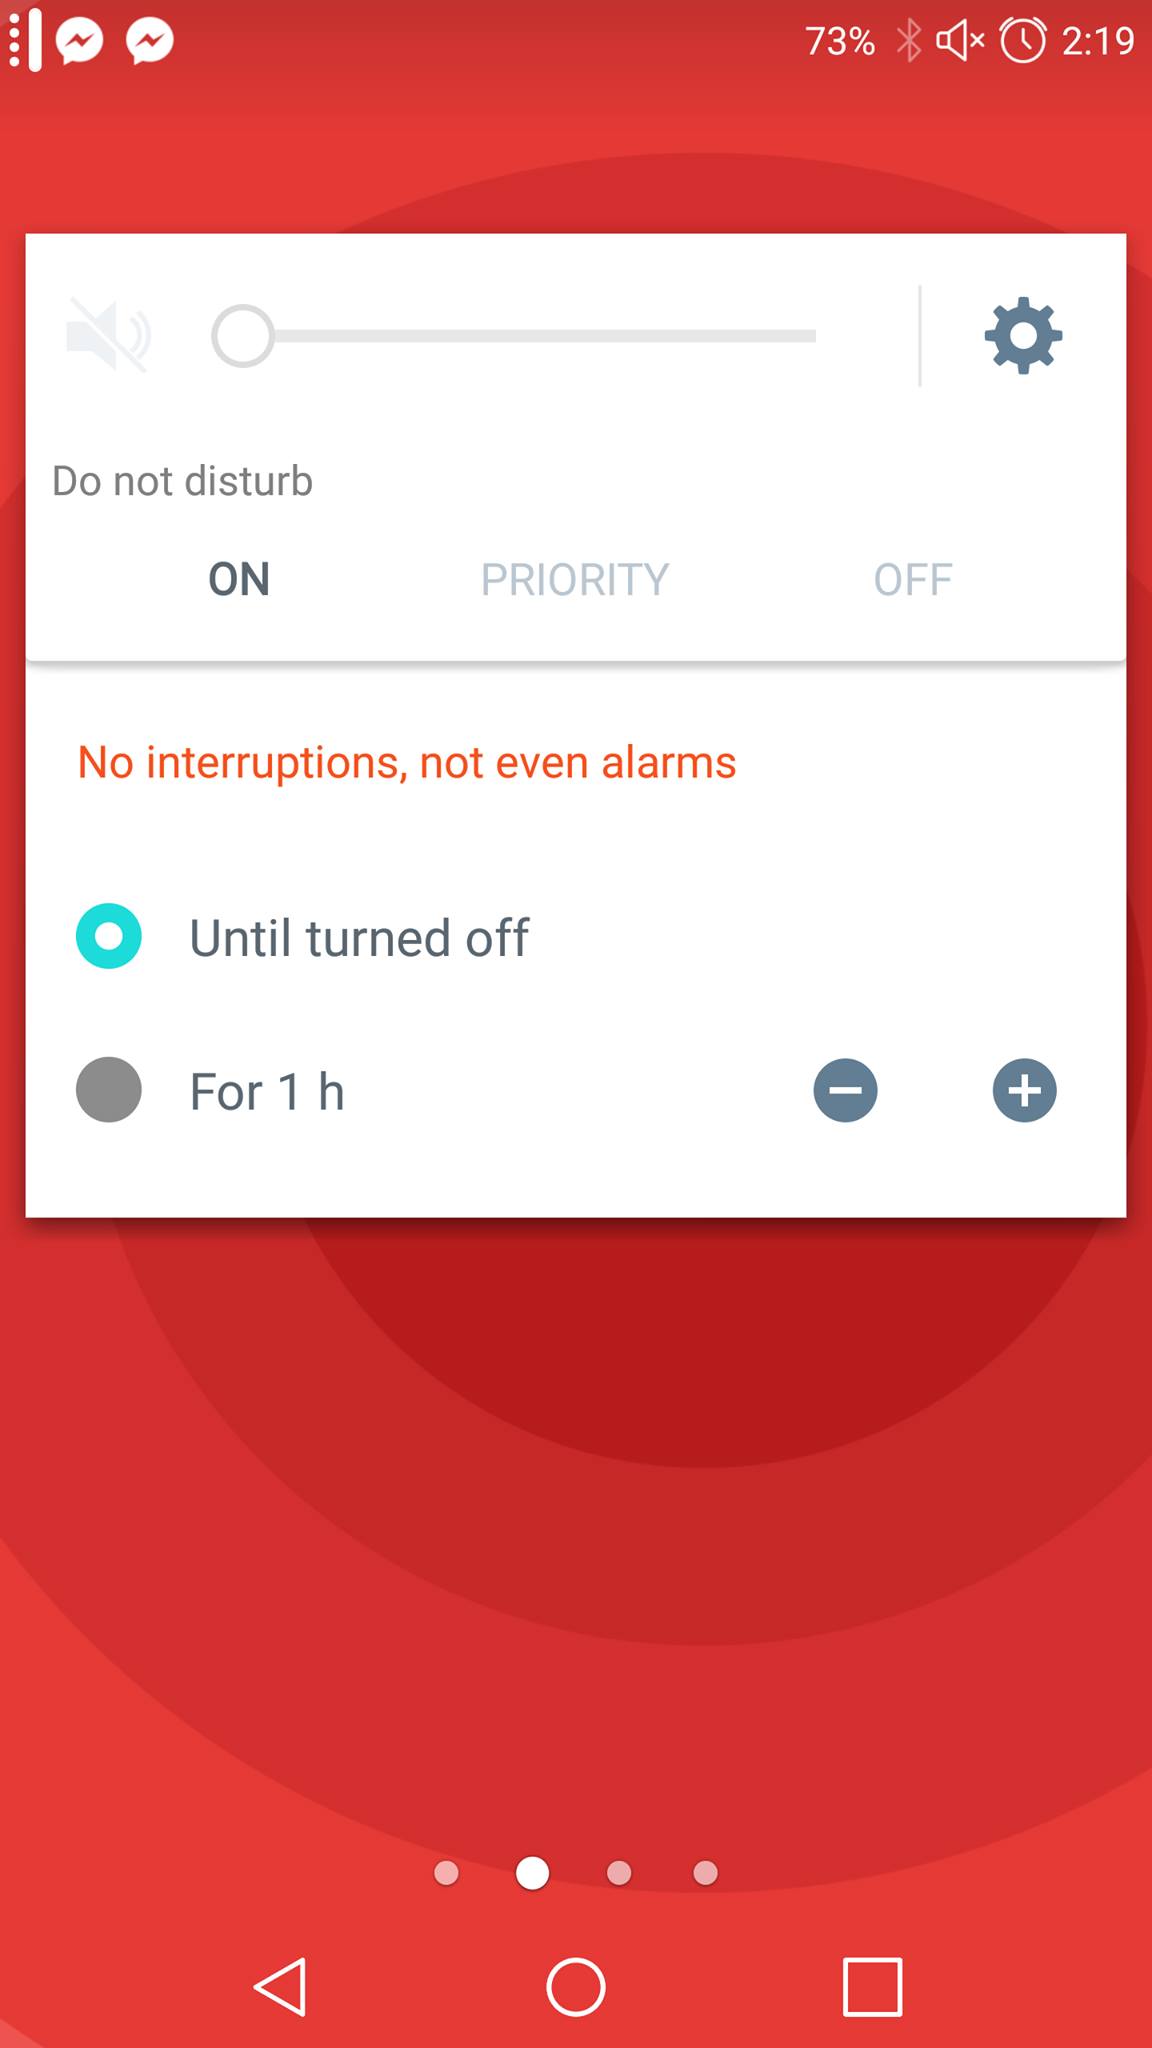 73% 2:19
Do not disturb
ON PRIORITY OFF
No interruptions, not even alarms
Until turned off
For 1 h